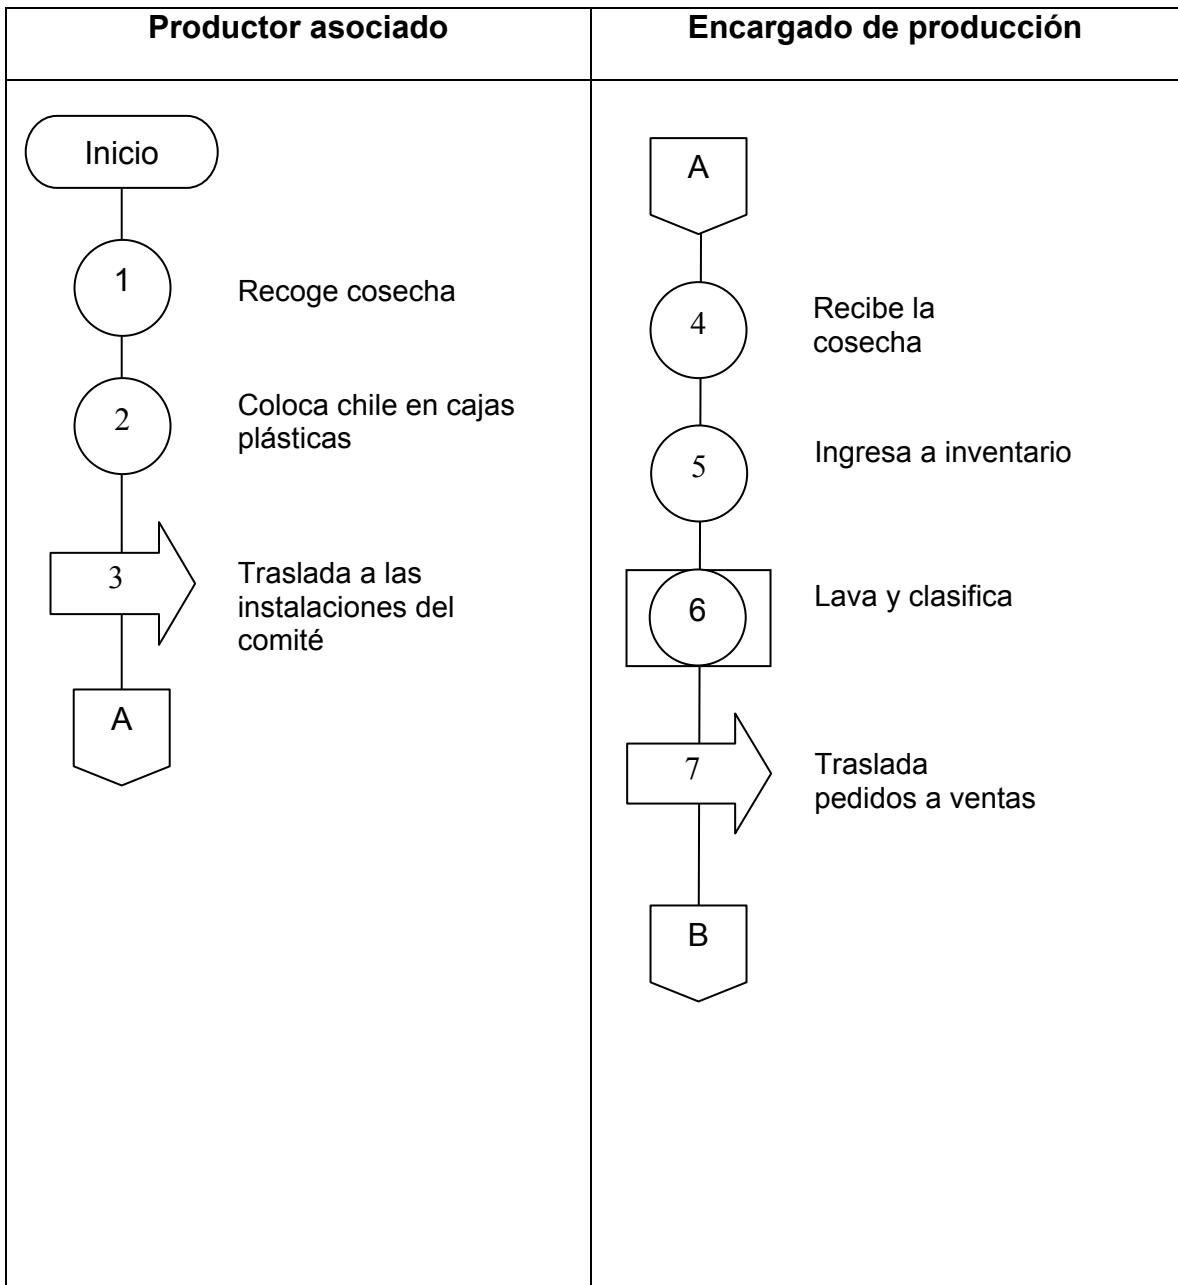 Productor asociado
Encargado de producción
Inicio
1
Recoge cosecha
2
Coloca chile en cajas
plásticas
3
Traslada a las
instalaciones del
comité
A
A
4
Recibe la
cosecha
5
Ingresa a inventario
6
Lava y clasifica
7
Traslada
pedidos a ventas
B